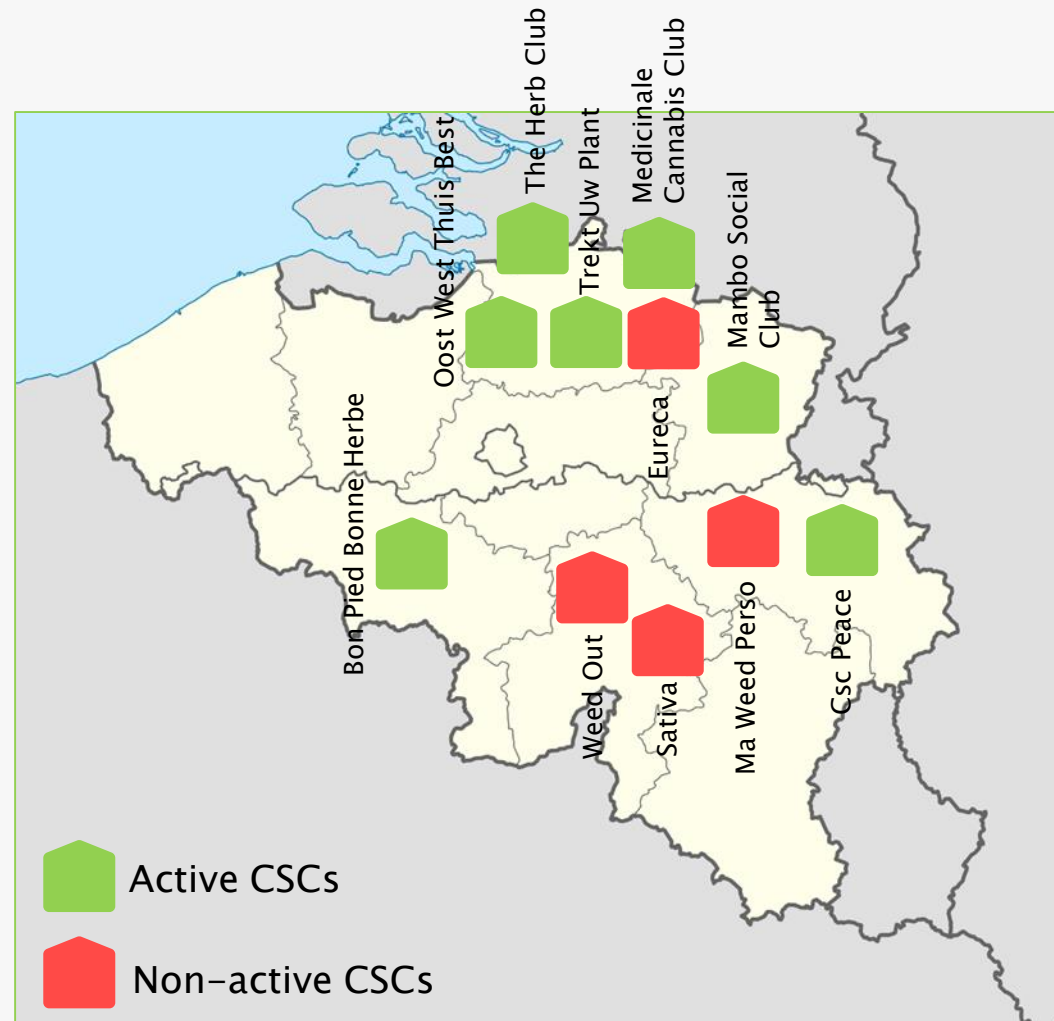 The Herb Club
Medicinale
Cannabis Club
Oost West Thuis Best
Trekt Uw Plant
Mambo Social
Club
Eureca
Bon Pied Bonne Herbe
Weed Out
Sativa
Ma Weed Perso
Csc Peace
Active CSCs
Non-active CSCs